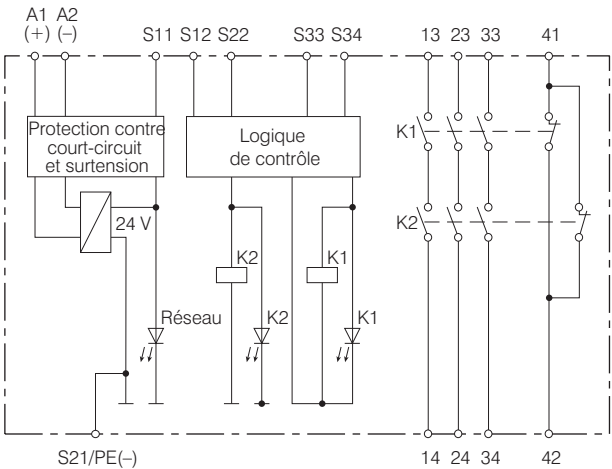 A1 A2
(+) (–) S11 S12 S22 S33 S34 13 23 33 41
Protection contre
court-circuit
et surtension
Logique
de contrôle
K1
24 V
K2
K2 K1
Réseau K2 K1
S21/PE(–) 14 24 34 42